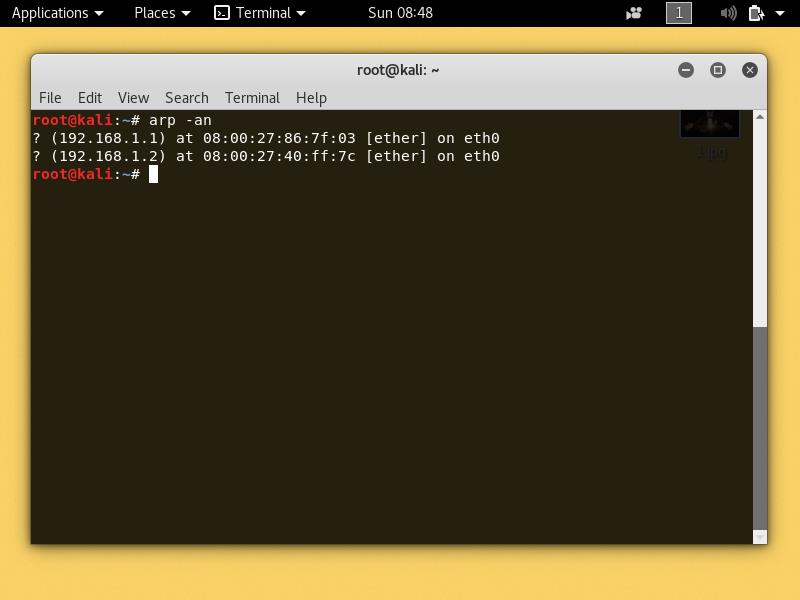 Applications Places Terminal Sun 08:48 1
root@kali: ~
File Edit View Search Terminal Help
root@kali:~# arp -an
? (192.168.1.1) at 08:00:27:86:7f:03 [ether] on eth0
? (192.168.1.2) at 08:00:27:40:ff:7c [ether] on eth0
root@kali:~#
1.jpg